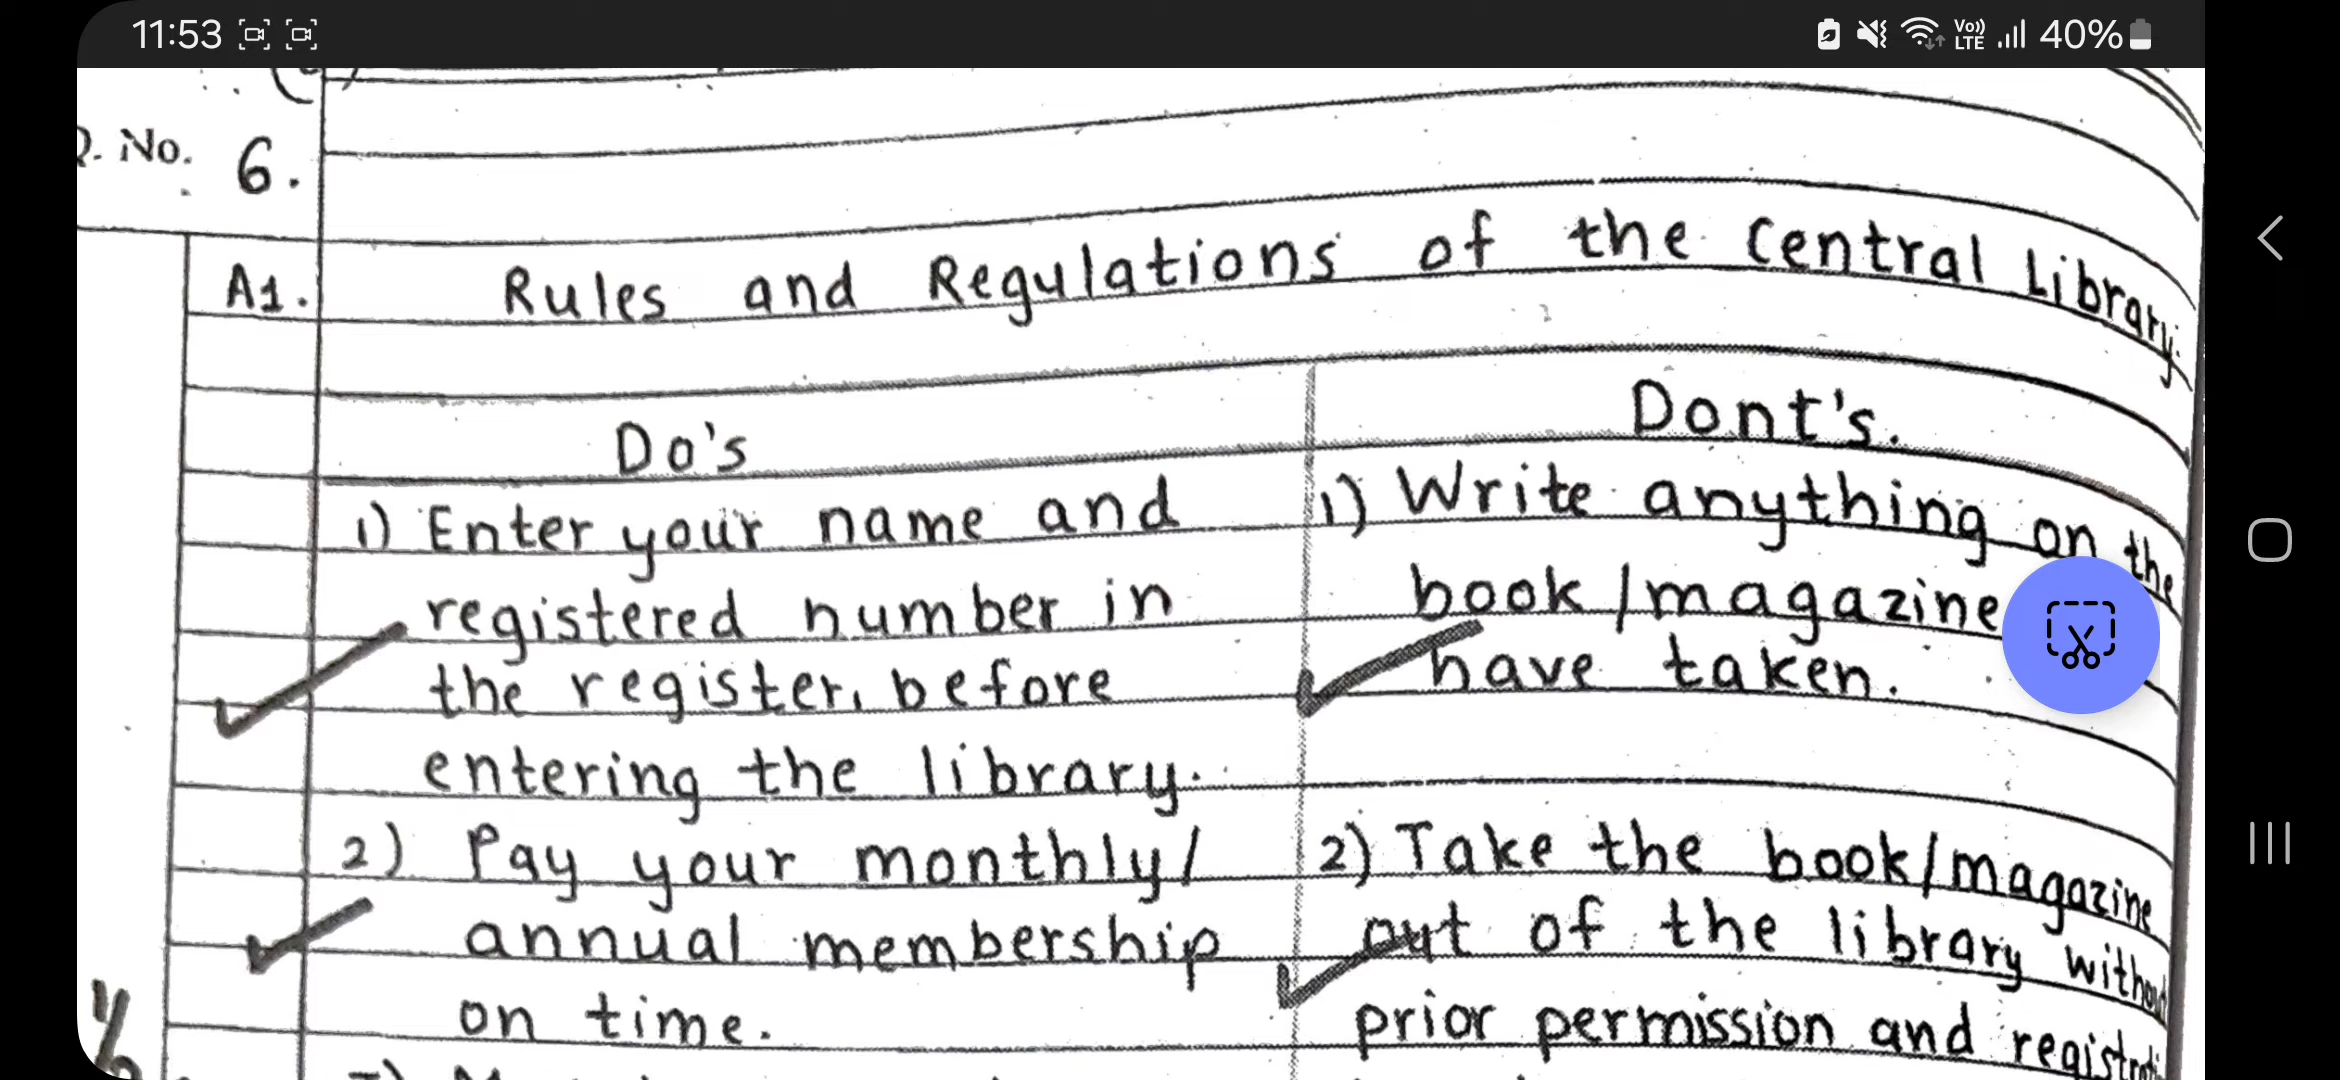 11:53
Vo)) LTE 40%
Q. No. 6.
A1. Rules and Regulations of the Central Library.
Do's
1) Enter your name and
registered number in
the register, before
entering the library.
2) Pay your monthly/
annual membership
on time.
Dont's.
1) Write anything on the
book/magazine
have taken.
2) Take the book/magazine
out of the library without
prior permission and